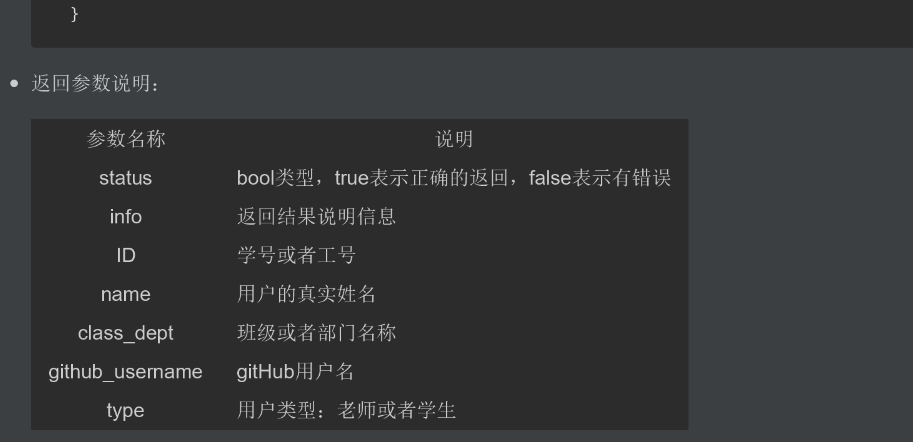 }
返回参数说明：
参数名称 说明
status bool类型，true表示正确的返回，false表示有错误
info 返回结果说明信息
ID 学号或者工号
name 用户的真实姓名
class_dept 班级或者部门名称
github_username gitHub用户名
type 用户类型：老师或者学生